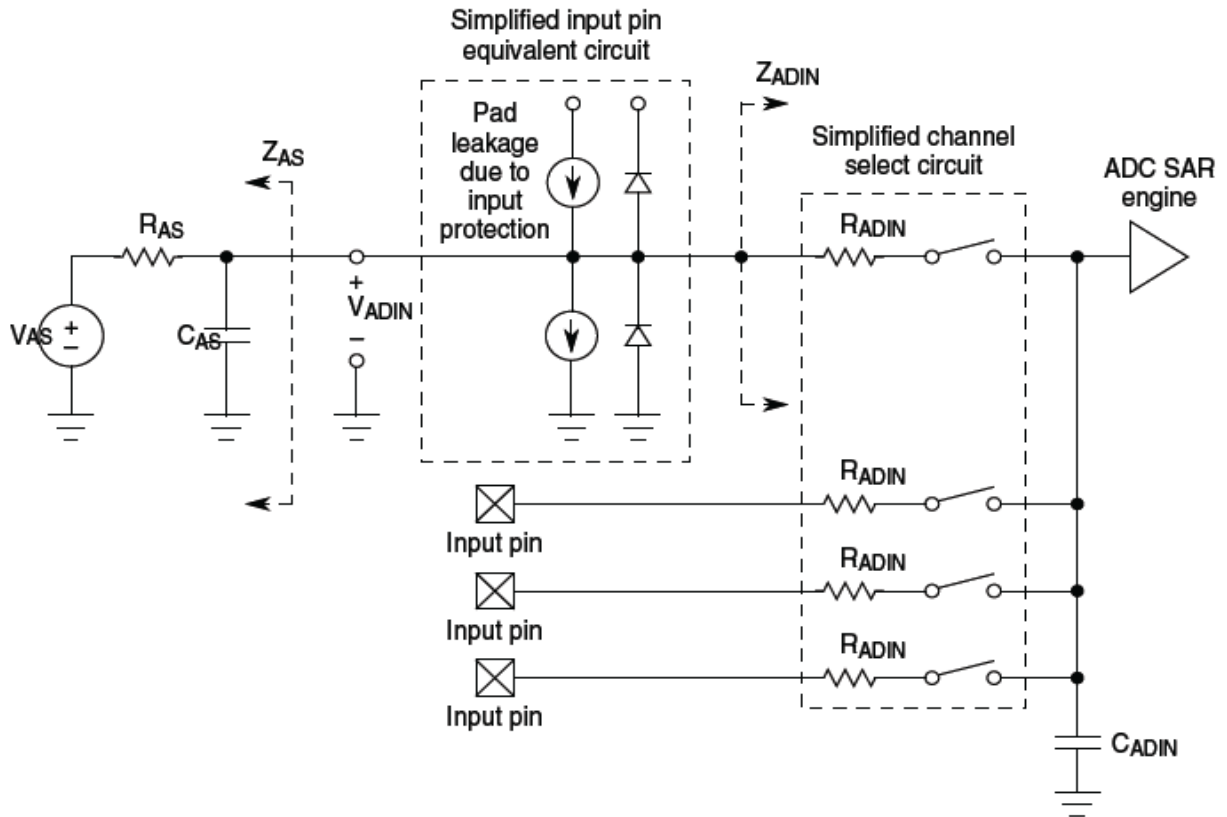 Simplified input pin
equivalent circuit
ZADIN
Pad
leakage
due to
input
protection
Simplified channel
select circuit
ADC SAR
engine
ZAS
RAS
RADIN
+
VADIN
−
VAS
+
−
CAS
RADIN
Input pin
RADIN
Input pin
RADIN
Input pin
CADIN